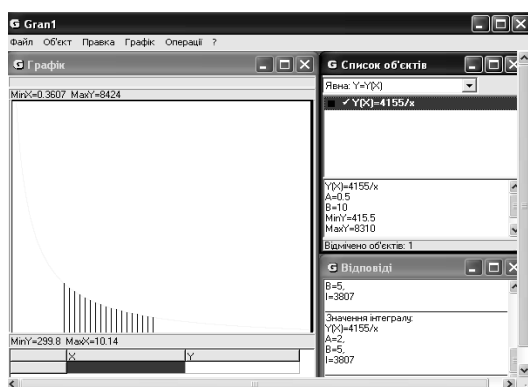 Gran1
Файл Об'єкт Правка Графік Операції ?
Графік
MinX=0.3607 MaxY=8424
MinY=299.8 MaxX=10.14
X Y
Список об'єктів
Явна: Y=Y(X)
Y(X)=4155/x
Y(X)=4155/x
A=0.5
B=10
MinY=415.5
MaxY=8310
Відмічено об'єктів: 1
Відповіді
B=5,
I=3807
Значення інтегралу:
Y(X)=4155/x
A=2,
B=5,
I=3807